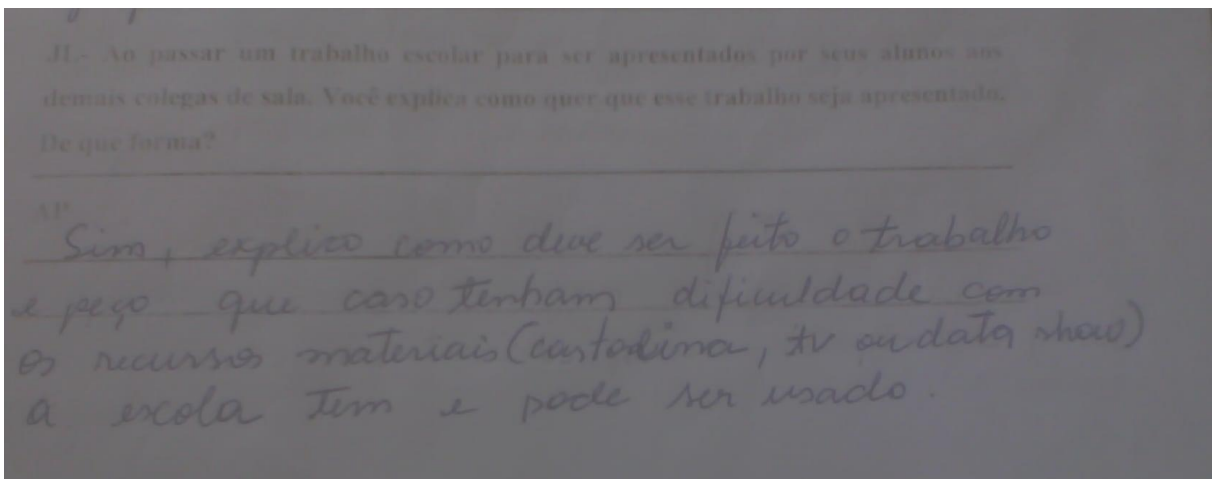 JL- Ao passar um trabalho escolar para ser apresentados por seus alunos aos
demais colegas de sala. Você explica como quer que esse trabalho seja apresentado.
De que forma?
Sim, explico como deve ser feito o trabalho
e peço que caso tenham dificuldade com
os recursos materiais (cartolina, tv ou data show)
a escola tem e pode ser usado.